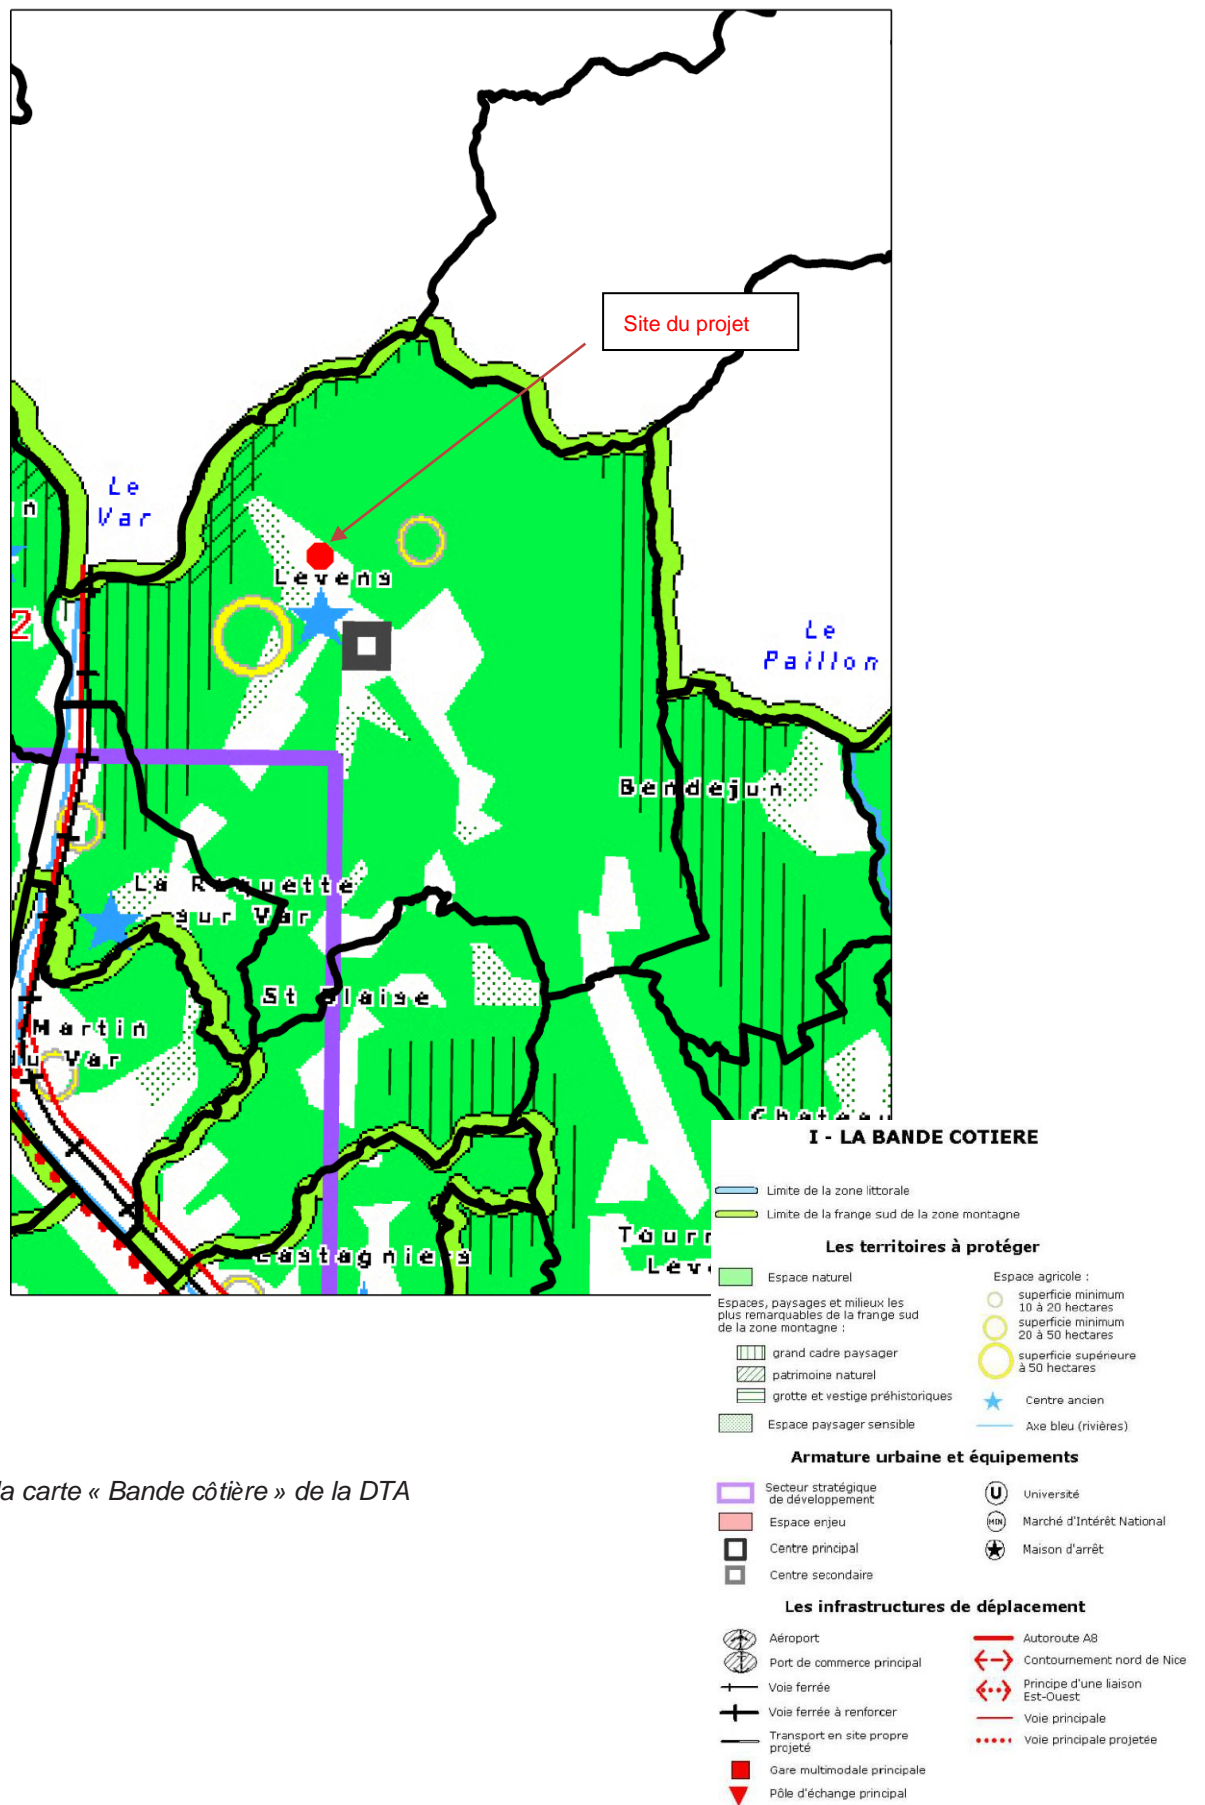 Site du projet
Le
Var
n
Levens
2
Le
Paillon
Bendejun
La Roquette
sur Var
St Blaise
Martin
du Var
Castagniers
Tourr
Leve
Chateau
I - LA BANDE COTIERE
Limite de la zone littorale
Limite de la frange sud de la zone montagne
Les territoires à protéger
Espace naturel
Espaces, paysages et milieux les
plus remarquables de la frange sud
de la zone montagne :
grand cadre paysager
patrimoine naturel
grotte et vestige préhistoriques
Espace paysager sensible
Espace agricole :
superficie minimum
10 à 20 hectares
superficie minimum
20 à 50 hectares
superficie supérieure
à 50 hectares
Centre ancien
Axe bleu (rivières)
Armature urbaine et équipements
Secteur stratégique
de développement
Espace enjeu
Centre principal
Centre secondaire
U Université
MIN Marché d'Intérêt National
Maison d'arrêt
la carte « Bande côtière » de la DTA
Les infrastructures de déplacement
Aéroport
Port de commerce principal
Voie ferrée
Voie ferrée à renforcer
Transport en site propre
projeté
Gare multimodale principale
Pôle d'échange principal
Autoroute A8
Contournement nord de Nice
Principe d'une liaison
Est-Ouest
Voie principale
Voie principale projetée